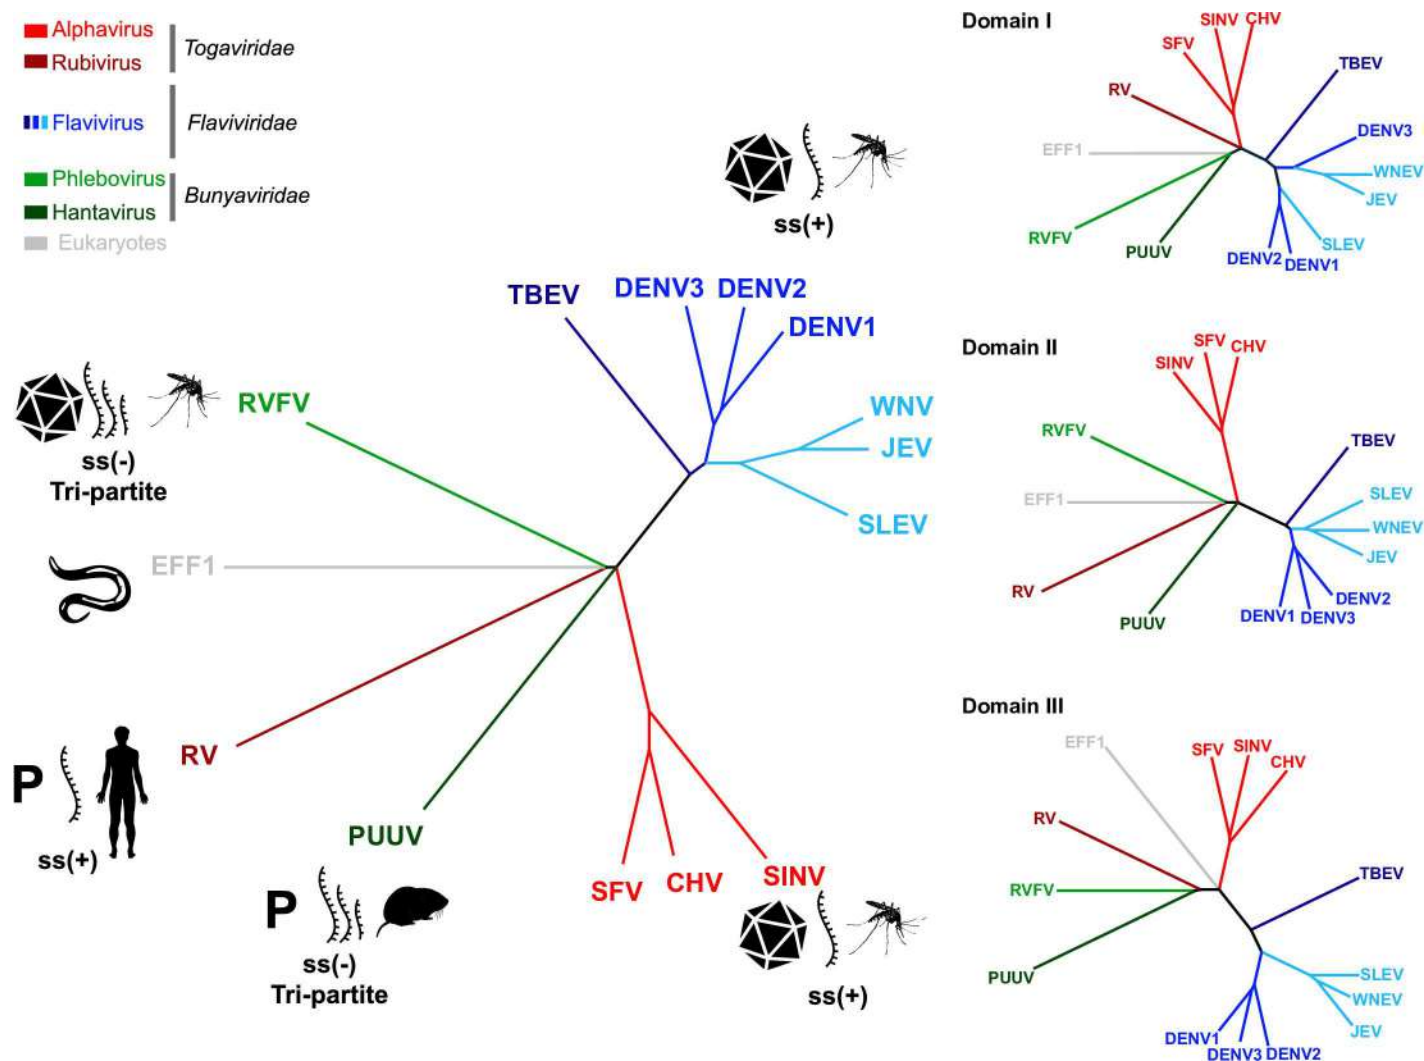 Alphavirus
Rubivirus
Togaviridae
Flavivirus
Flaviviridae
Phlebovirus
Hantavirus
Bunyaviridae
Eukaryotes
ss(+)
TBEV
DENV3
DENV2
DENV1
RVFV
WNV
JEV
SLEV
ss(-)
Tri-partite
EFF1
RV
P
ss(+)
PUUV
P
ss(-)
Tri-partite
SFV
CHV
SINV
ss(+)
Domain I
SINV
CHV
SFV
TBEV
RV
DENV3
EFF1
WNEV
JEV
RVFV
PUUV
SLEV
DENV2
DENV1
Domain II
SFV
CHV
SINV
RVFV
TBEV
EFF1
SLEV
WNEV
JEV
RV
DENV2
PUUV
DENV1
DENV3
Domain III
EFF1
SFV
SINV
CHV
RV
TBEV
RVFV
PUUV
SLEV
WNEV
JEV
DENV1
DENV3
DENV2